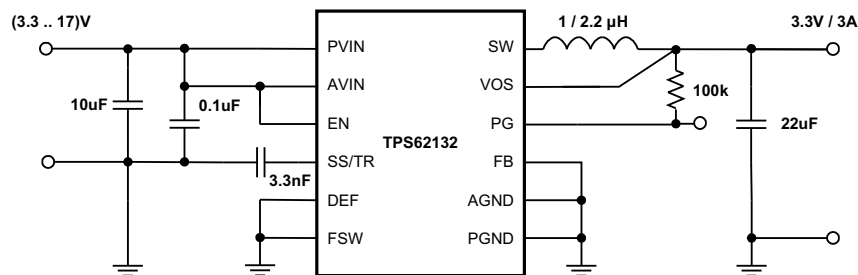 (3.3 .. 17)V
1 / 2.2 µH
3.3V / 3A
PVIN
SW
AVIN
VOS
10uF
0.1uF
100k
EN
PG
22uF
TPS62132
SS/TR
FB
3.3nF
DEF
AGND
FSW
PGND